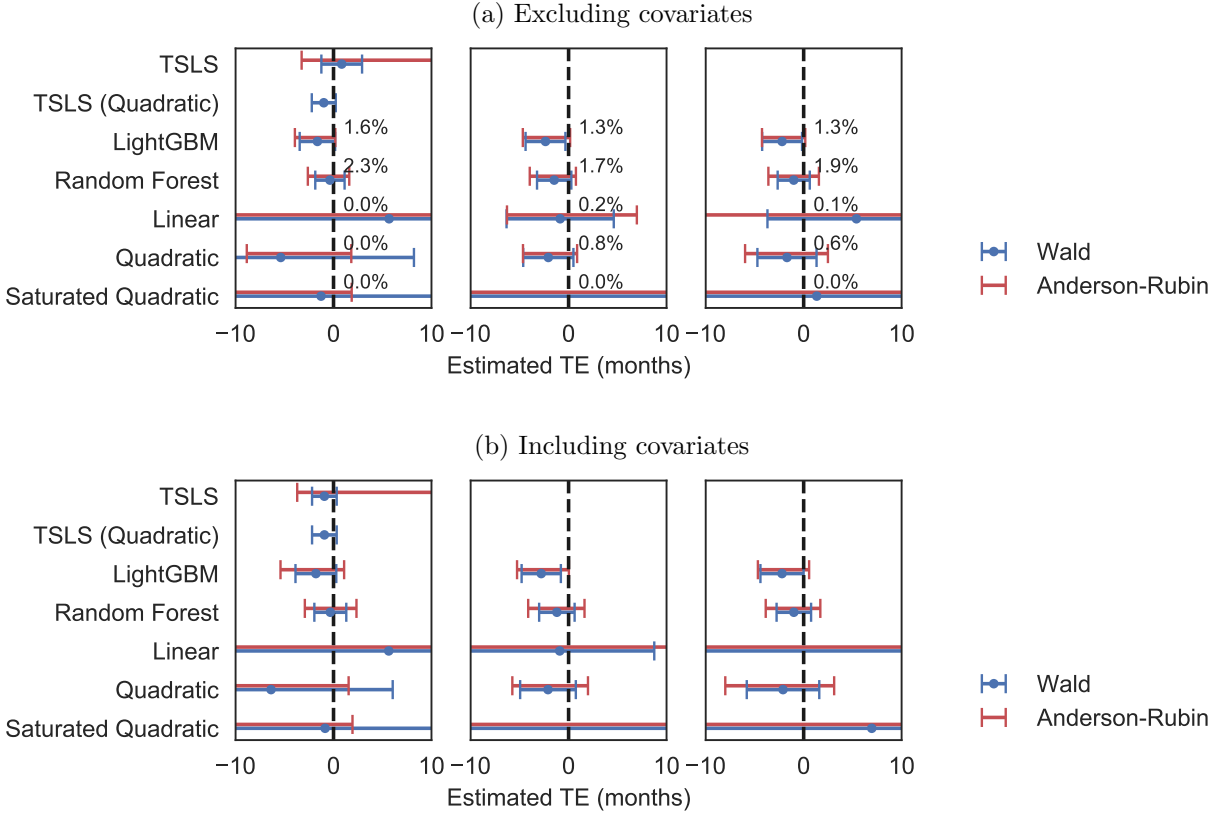 (a) Excluding covariates
TSLS
TSLS (Quadratic)
LightGBM 1.6% 1.3% 1.3%
Random Forest 2.3% 1.7% 1.9%
Linear 0.0% 0.2% 0.1%
Quadratic 0.0% 0.8% 0.6%
Saturated Quadratic 0.0% 0.0% 0.0%
Wald
Anderson-Rubin
−10 0 10 −10 0 10 −10 0 10
Estimated TE (months)
(b) Including covariates
TSLS
TSLS (Quadratic)
LightGBM
Random Forest
Linear
Quadratic
Saturated Quadratic
Wald
Anderson-Rubin
−10 0 10 −10 0 10 −10 0 10
Estimated TE (months)